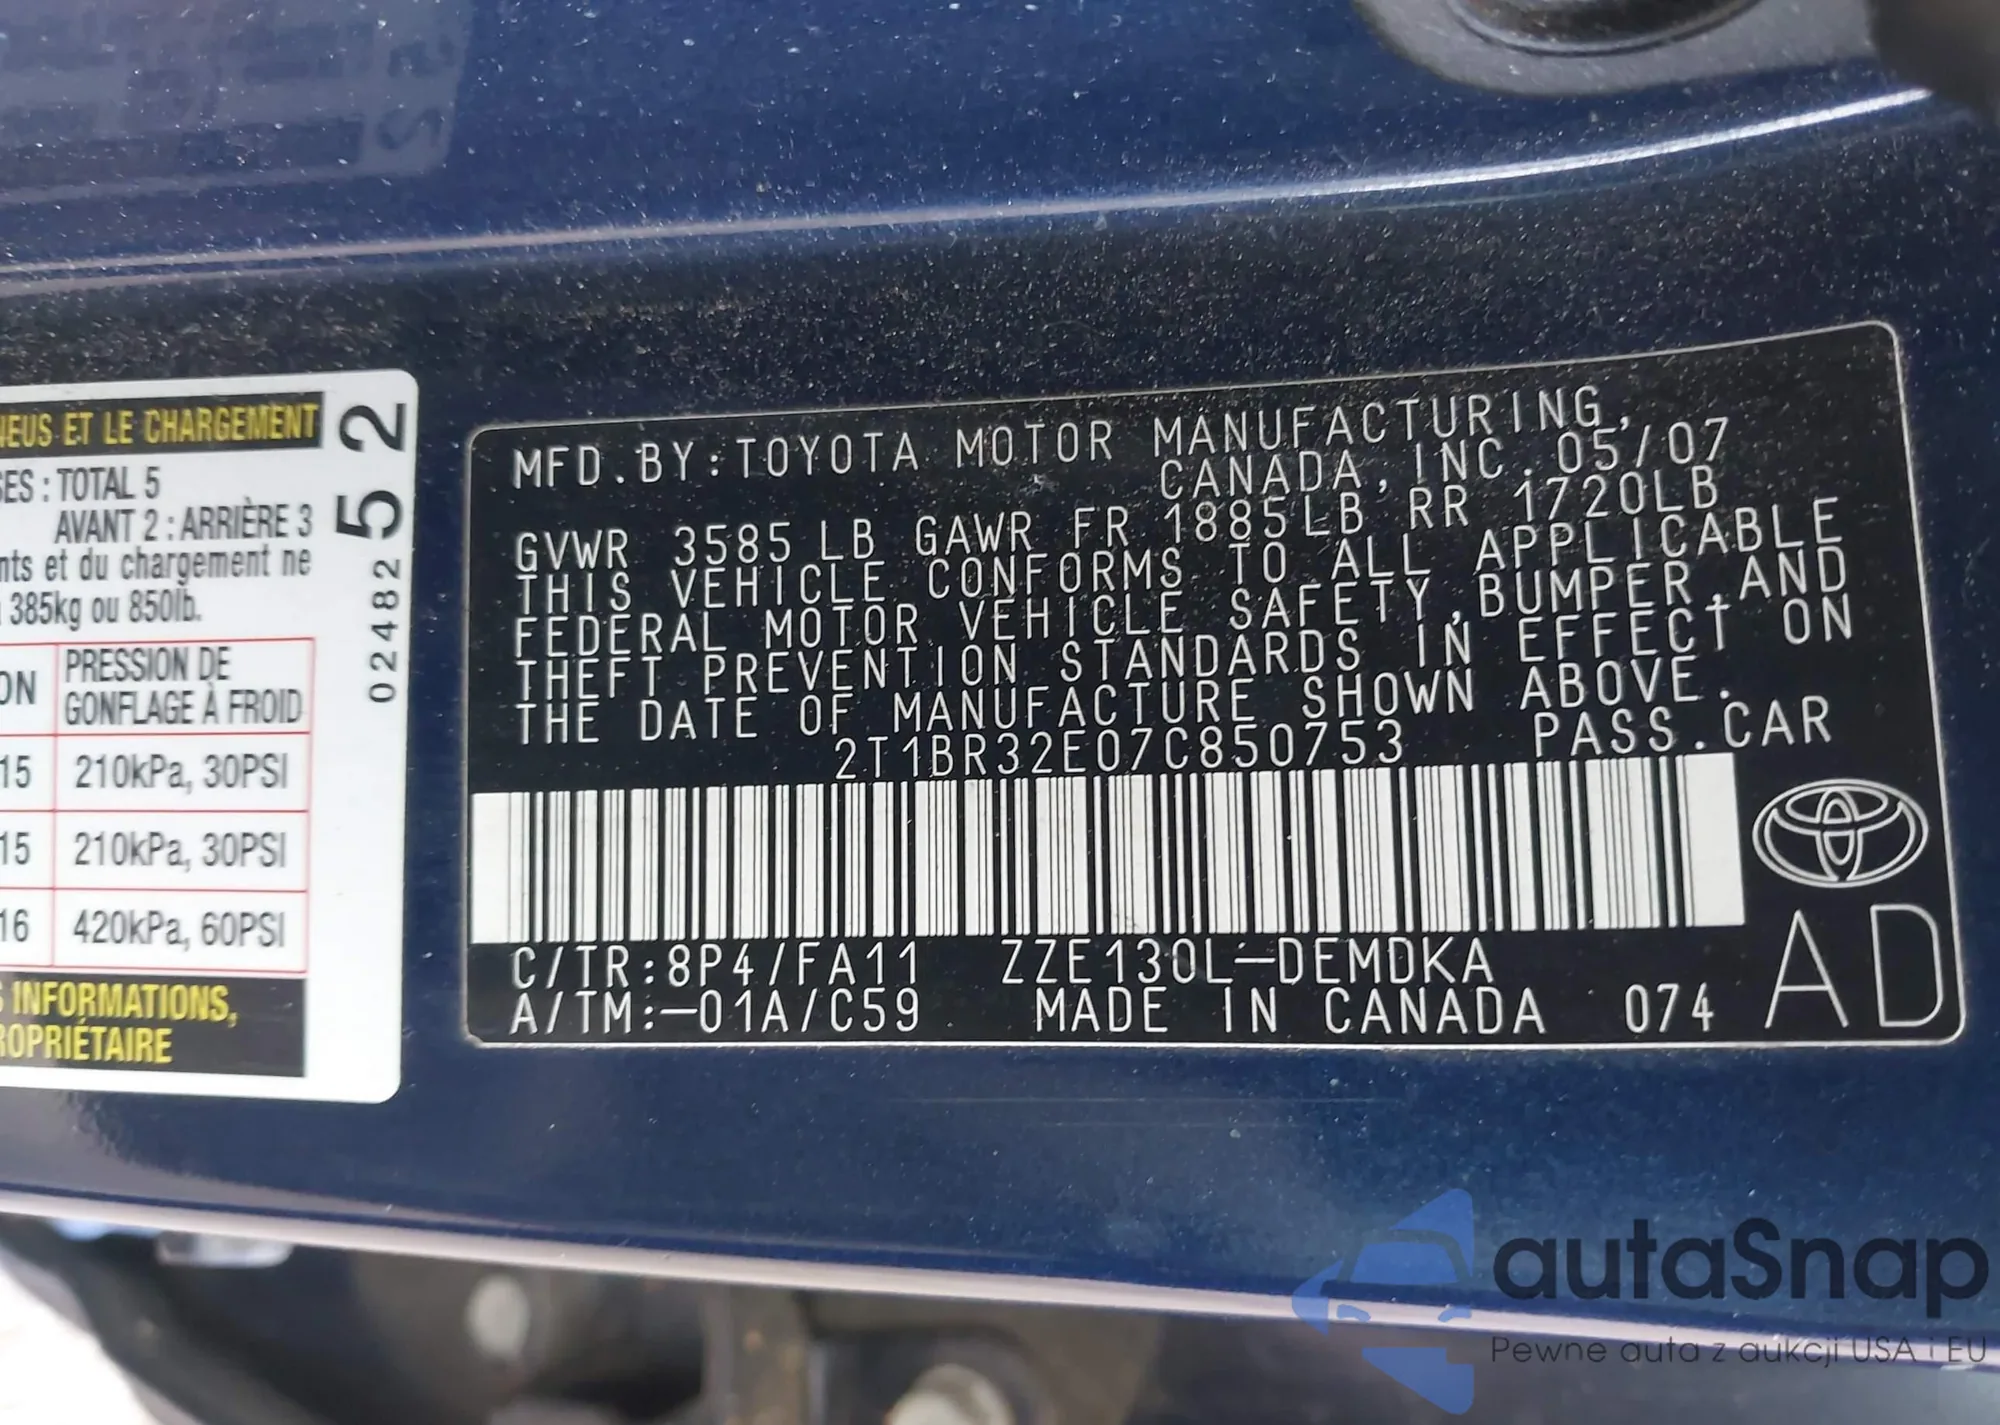 NEUS ET LE CHARGEMENT
SES : TOTAL 5
AVANT 2 : ARRIÈRE 3
nts et du chargement ne
385kg ou 850lb.
ON
PRESSION DE
GONFLAGE À FROID
15 210kPa, 30PSI
15 210kPa, 30PSI
16 420kPa, 60PSI
S INFORMATIONS,
ROPRIÉTAIRE
02482 52
MFD.BY:TOYOTA MOTOR MANUFACTURING,
CANADA, INC. 05/07
GVWR 3585LB GAWR FR 1885LB RR 1720LB
THIS VEHICLE CONFORMS TO ALL APPLICABLE
FEDERAL MOTOR VEHICLE SAFETY,BUMPER,AND
THEFT PREVENTION STANDARDS IN EFFECT ON
THE DATE OF MANUFACTURE SHOWN ABOVE.
2T1BR32E07C850753 PASS.CAR
C/TR:8P4/FA11 ZZE130L-DEMDKA
A/TM:-01A/C59 MADE IN CANADA 074
AD
autaSnap
Pewne auta z aukcji USA i EU